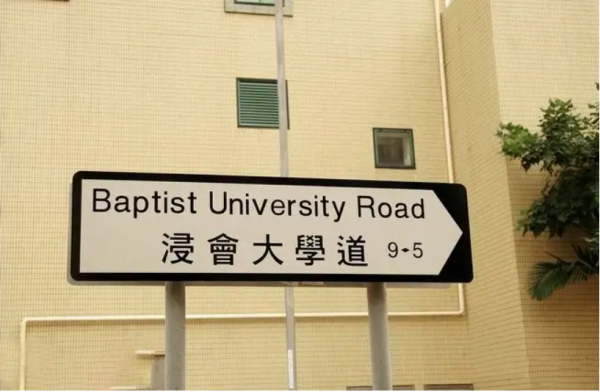 Baptist University Road
浸會大學道 9◂▸5